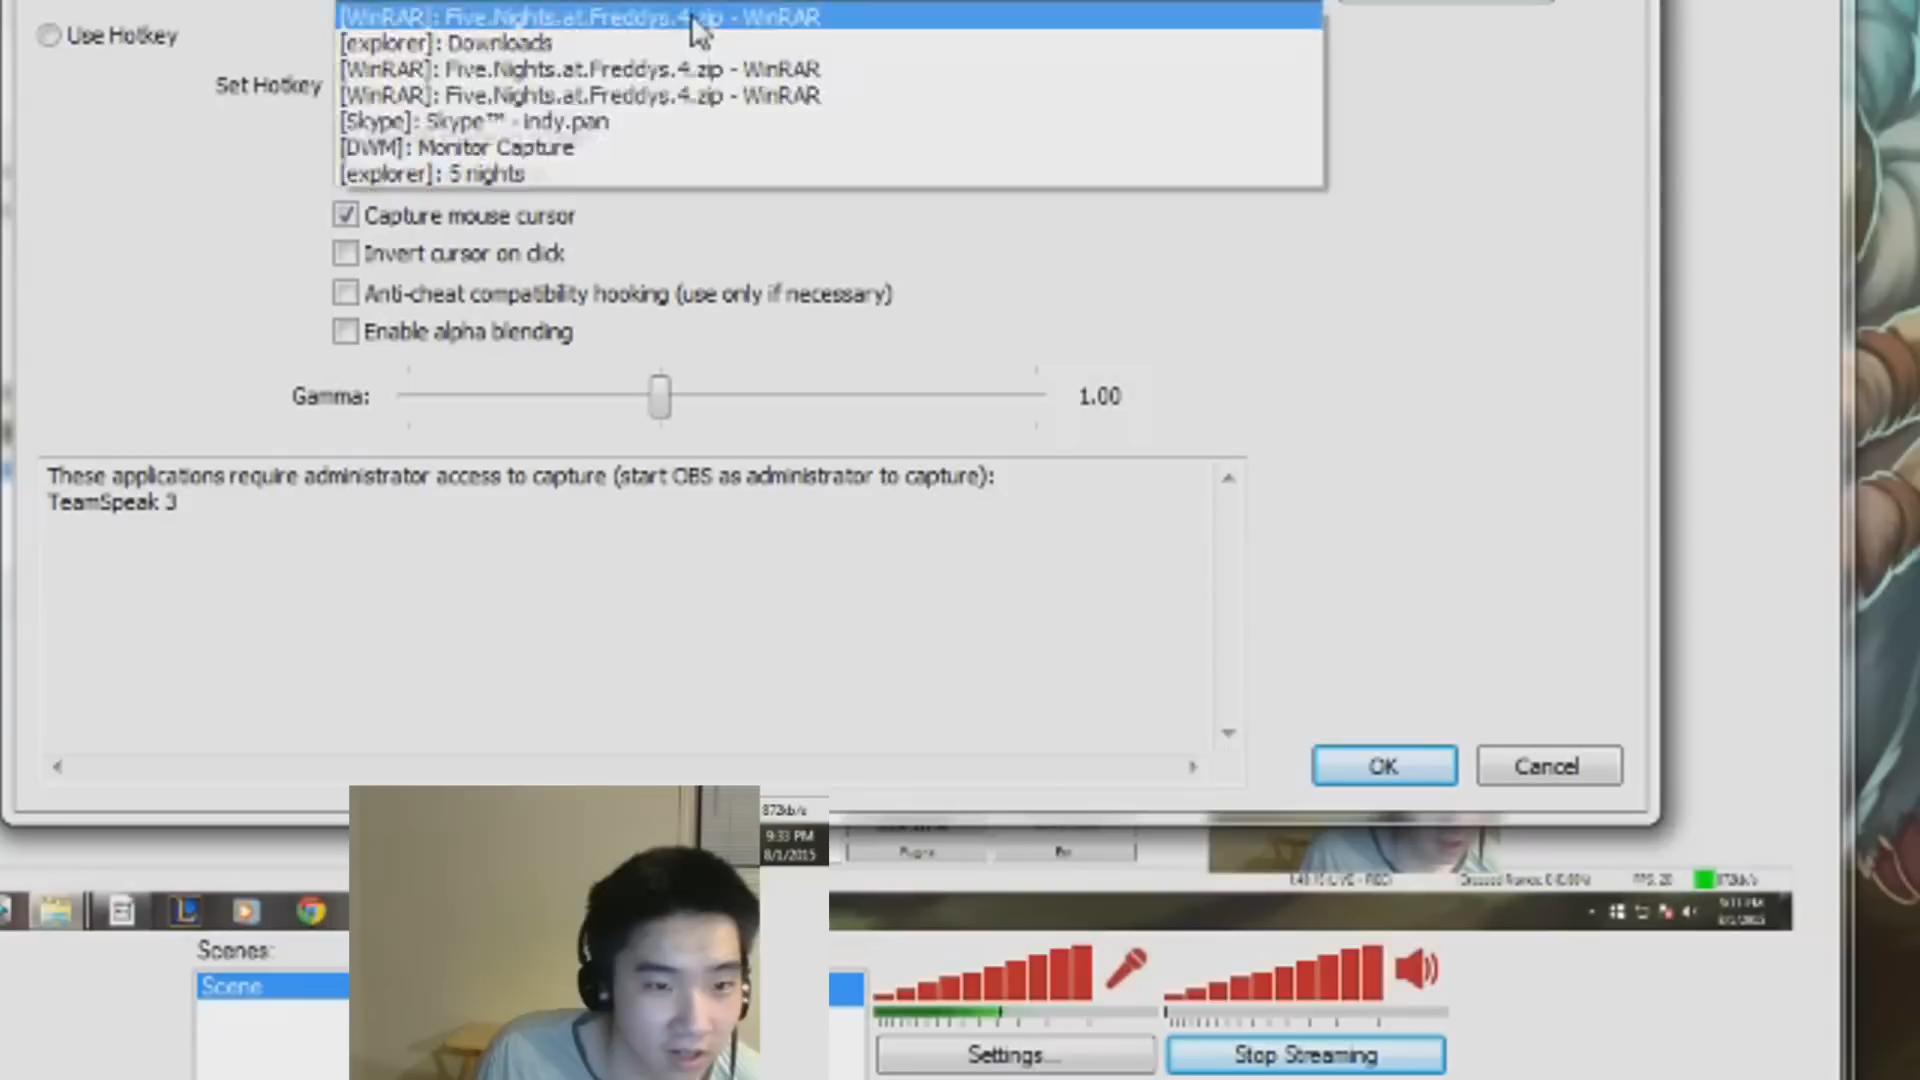 [WinRAR]: Five.Nights.at.Freddys.4.zip - WinRAR
Use Hotkey
[explorer]: Downloads
[WinRAR]: Five.Nights.at.Freddys.4.zip - WinRAR
Set Hotkey
[WinRAR]: Five.Nights.at.Freddys.4.zip - WinRAR
[Skype]: Skype™ - indy.pan
[DWM]: Monitor Capture
[explorer]: 5 nights
Capture mouse cursor
Invert cursor on click
Anti-cheat compatibility hooking (use only if necessary)
Enable alpha blending
Gamma:
1.00
These applications require administrator access to capture (start OBS as administrator to capture):
TeamSpeak 3
OK
Cancel
872kb/s
9:33 PM
8/1/2015
Scenes:
Scene
Settings...
Stop Streaming